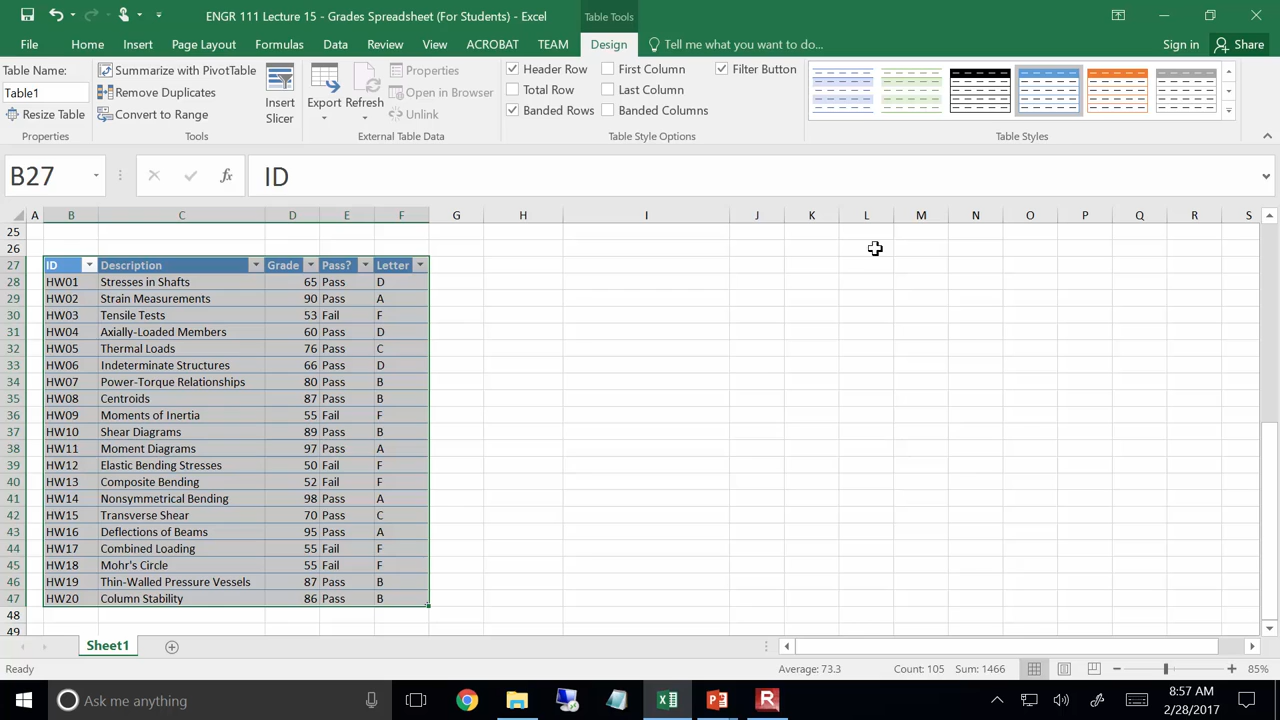 ENGR 111 Lecture 15 - Grades Spreadsheet (For Students) - Excel
Table Tools
File Home Insert Page Layout Formulas Data Review View ACROBAT TEAM Design Tell me what you want to do... Sign in Share
Table Name:
Table1
Resize Table
Properties
Summarize with PivotTable
Remove Duplicates
Convert to Range
Tools
Insert
Slicer
Export Refresh
Properties
Open in Browser
Unlink
External Table Data
Header Row First Column Filter Button
Total Row Last Column
Banded Rows Banded Columns
Table Style Options
Table Styles
B27 fx ID
A B C D E F G H I J K L M N O P Q R S
25
26
27 ID Description Grade Pass? Letter
28 HW01 Stresses in Shafts 65 Pass D
29 HW02 Strain Measurements 90 Pass A
30 HW03 Tensile Tests 53 Fail F
31 HW04 Axially-Loaded Members 60 Pass D
32 HW05 Thermal Loads 76 Pass C
33 HW06 Indeterminate Structures 66 Pass D
34 HW07 Power-Torque Relationships 80 Pass B
35 HW08 Centroids 87 Pass B
36 HW09 Moments of Inertia 55 Fail F
37 HW10 Shear Diagrams 89 Pass B
38 HW11 Moment Diagrams 97 Pass A
39 HW12 Elastic Bending Stresses 50 Fail F
40 HW13 Composite Bending 52 Fail F
41 HW14 Nonsymmetrical Bending 98 Pass A
42 HW15 Transverse Shear 70 Pass C
43 HW16 Deflections of Beams 95 Pass A
44 HW17 Combined Loading 55 Fail F
45 HW18 Mohr's Circle 55 Fail F
46 HW19 Thin-Walled Pressure Vessels 87 Pass B
47 HW20 Column Stability 86 Pass B
48
49
Sheet1
Ready Average: 73.3 Count: 105 Sum: 1466 85%
Ask me anything
8:57 AM
2/28/2017